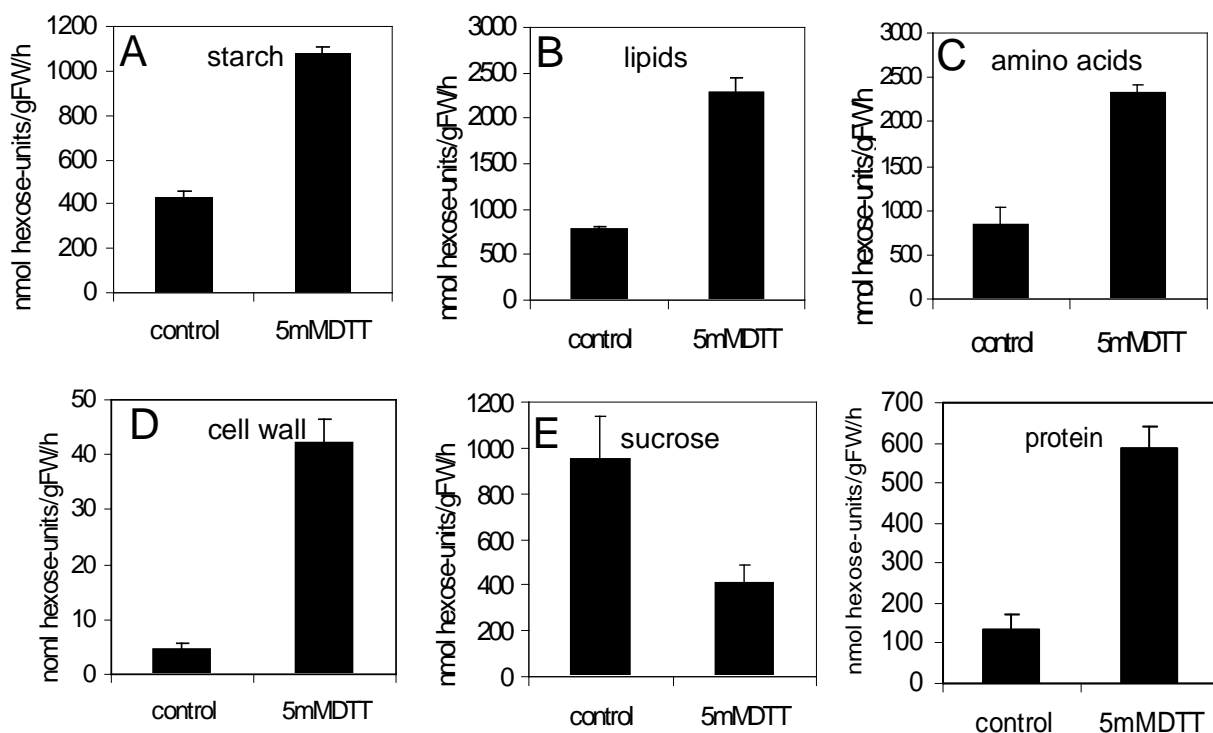 A
starch
nmol hexose-units/gFW/h
1200
1000
800
600
400
200
0
control
5mMDTT
B
lipids
nmol hexose-units/gFW/h
3000
2500
2000
1500
1000
500
0
control
5mMDTT
C
amino acids
nmol hexose-units/gFW/h
3000
2500
2000
1500
1000
500
0
control
5mMDTT
D
cell wall
noml hexose-units/gFW/h
50
40
30
20
10
0
control
5mMDTT
E
sucrose
nmol hexose-units/gFW/h
1200
1000
800
600
400
200
0
control
5mMDTT
protein
nmol hexose-units/gFW/h
700
600
500
400
300
200
100
0
control
5mMDTT